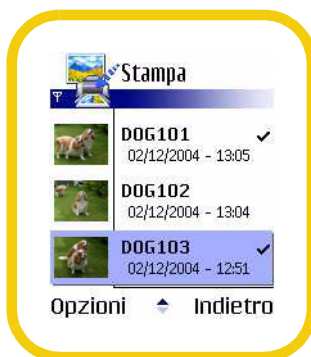 Stampa
DOG101
02/12/2004 - 13:05
DOG102
02/12/2004 - 13:04
DOG103
02/12/2004 - 12:51
Opzioni Indietro